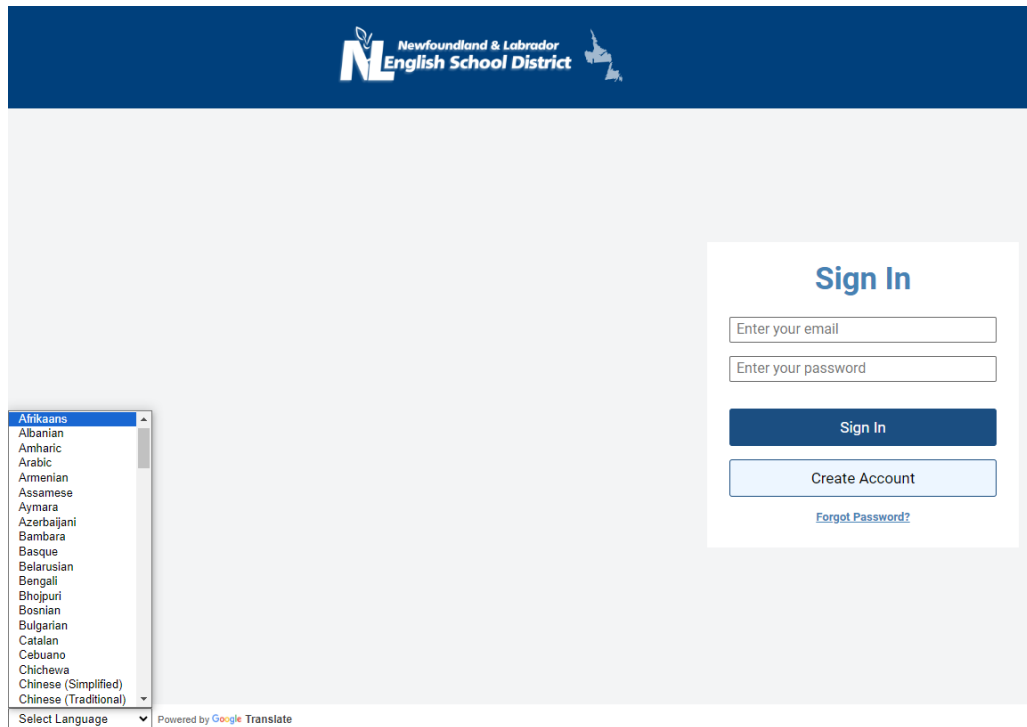 Newfoundland & Labrador
NL English School District
Sign In
Enter your email
Enter your password
Sign In
Create Account
Forgot Password?
Afrikaans
Albanian
Amharic
Arabic
Armenian
Assamese
Aymara
Azerbaijani
Bambara
Basque
Belarusian
Bengali
Bhojpuri
Bosnian
Bulgarian
Catalan
Cebuano
Chichewa
Chinese (Simplified)
Chinese (Traditional)
Select Language Powered by Google Translate